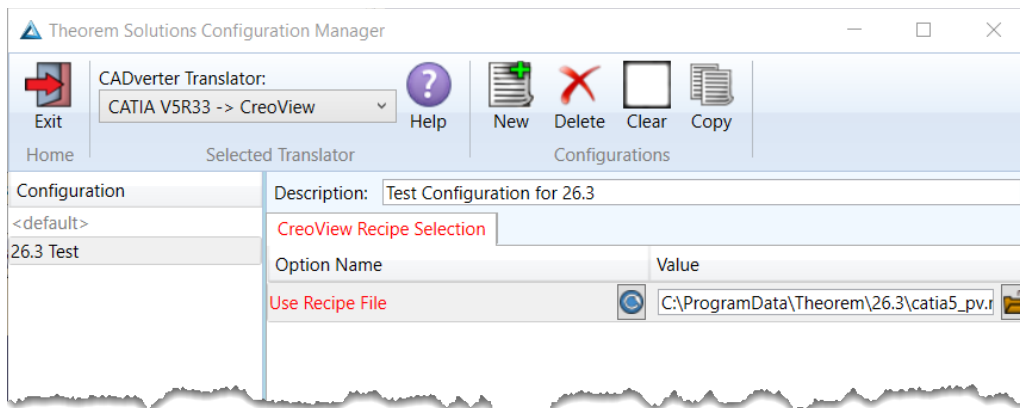 Theorem Solutions Configuration Manager
CADverter Translator:
CATIA V5R33 -> CreoView
Exit
Help
New
Delete
Clear
Copy
Home
Selected Translator
Configurations
Configuration
Description:
Test Configuration for 26.3
<default>
CreoView Recipe Selection
26.3 Test
Option Name
Value
Use Recipe File
C:\ProgramData\Theorem\26.3\catia5_pv.r